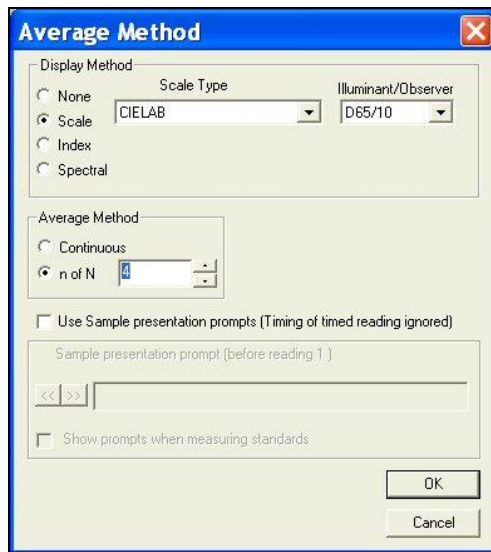 Average Method
Display Method
None
Scale
Index
Spectral
Scale Type
CIELAB
Illuminant/Observer
D65/10
Average Method
Continuous
n of N
4
Use Sample presentation prompts (Timing of timed reading ignored)
Sample presentation prompt (before reading 1 )
<< >>
Show prompts when measuring standards
OK
Cancel